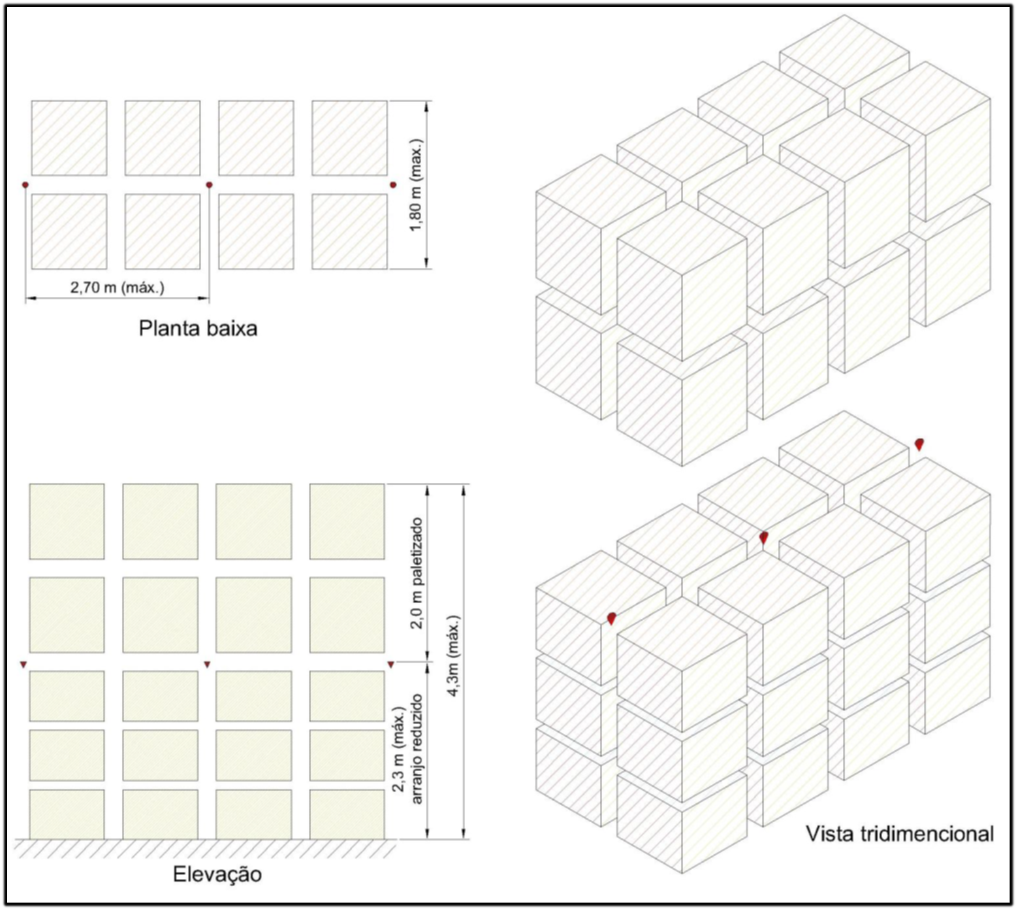 1,80 m (max.)
2,70 m (máx.)
Planta baixa
2,0 m paletizado
4,3m (máx.)
2,3 m (máx.)
arranjo reduzido
Elevação
Vista tridimencional